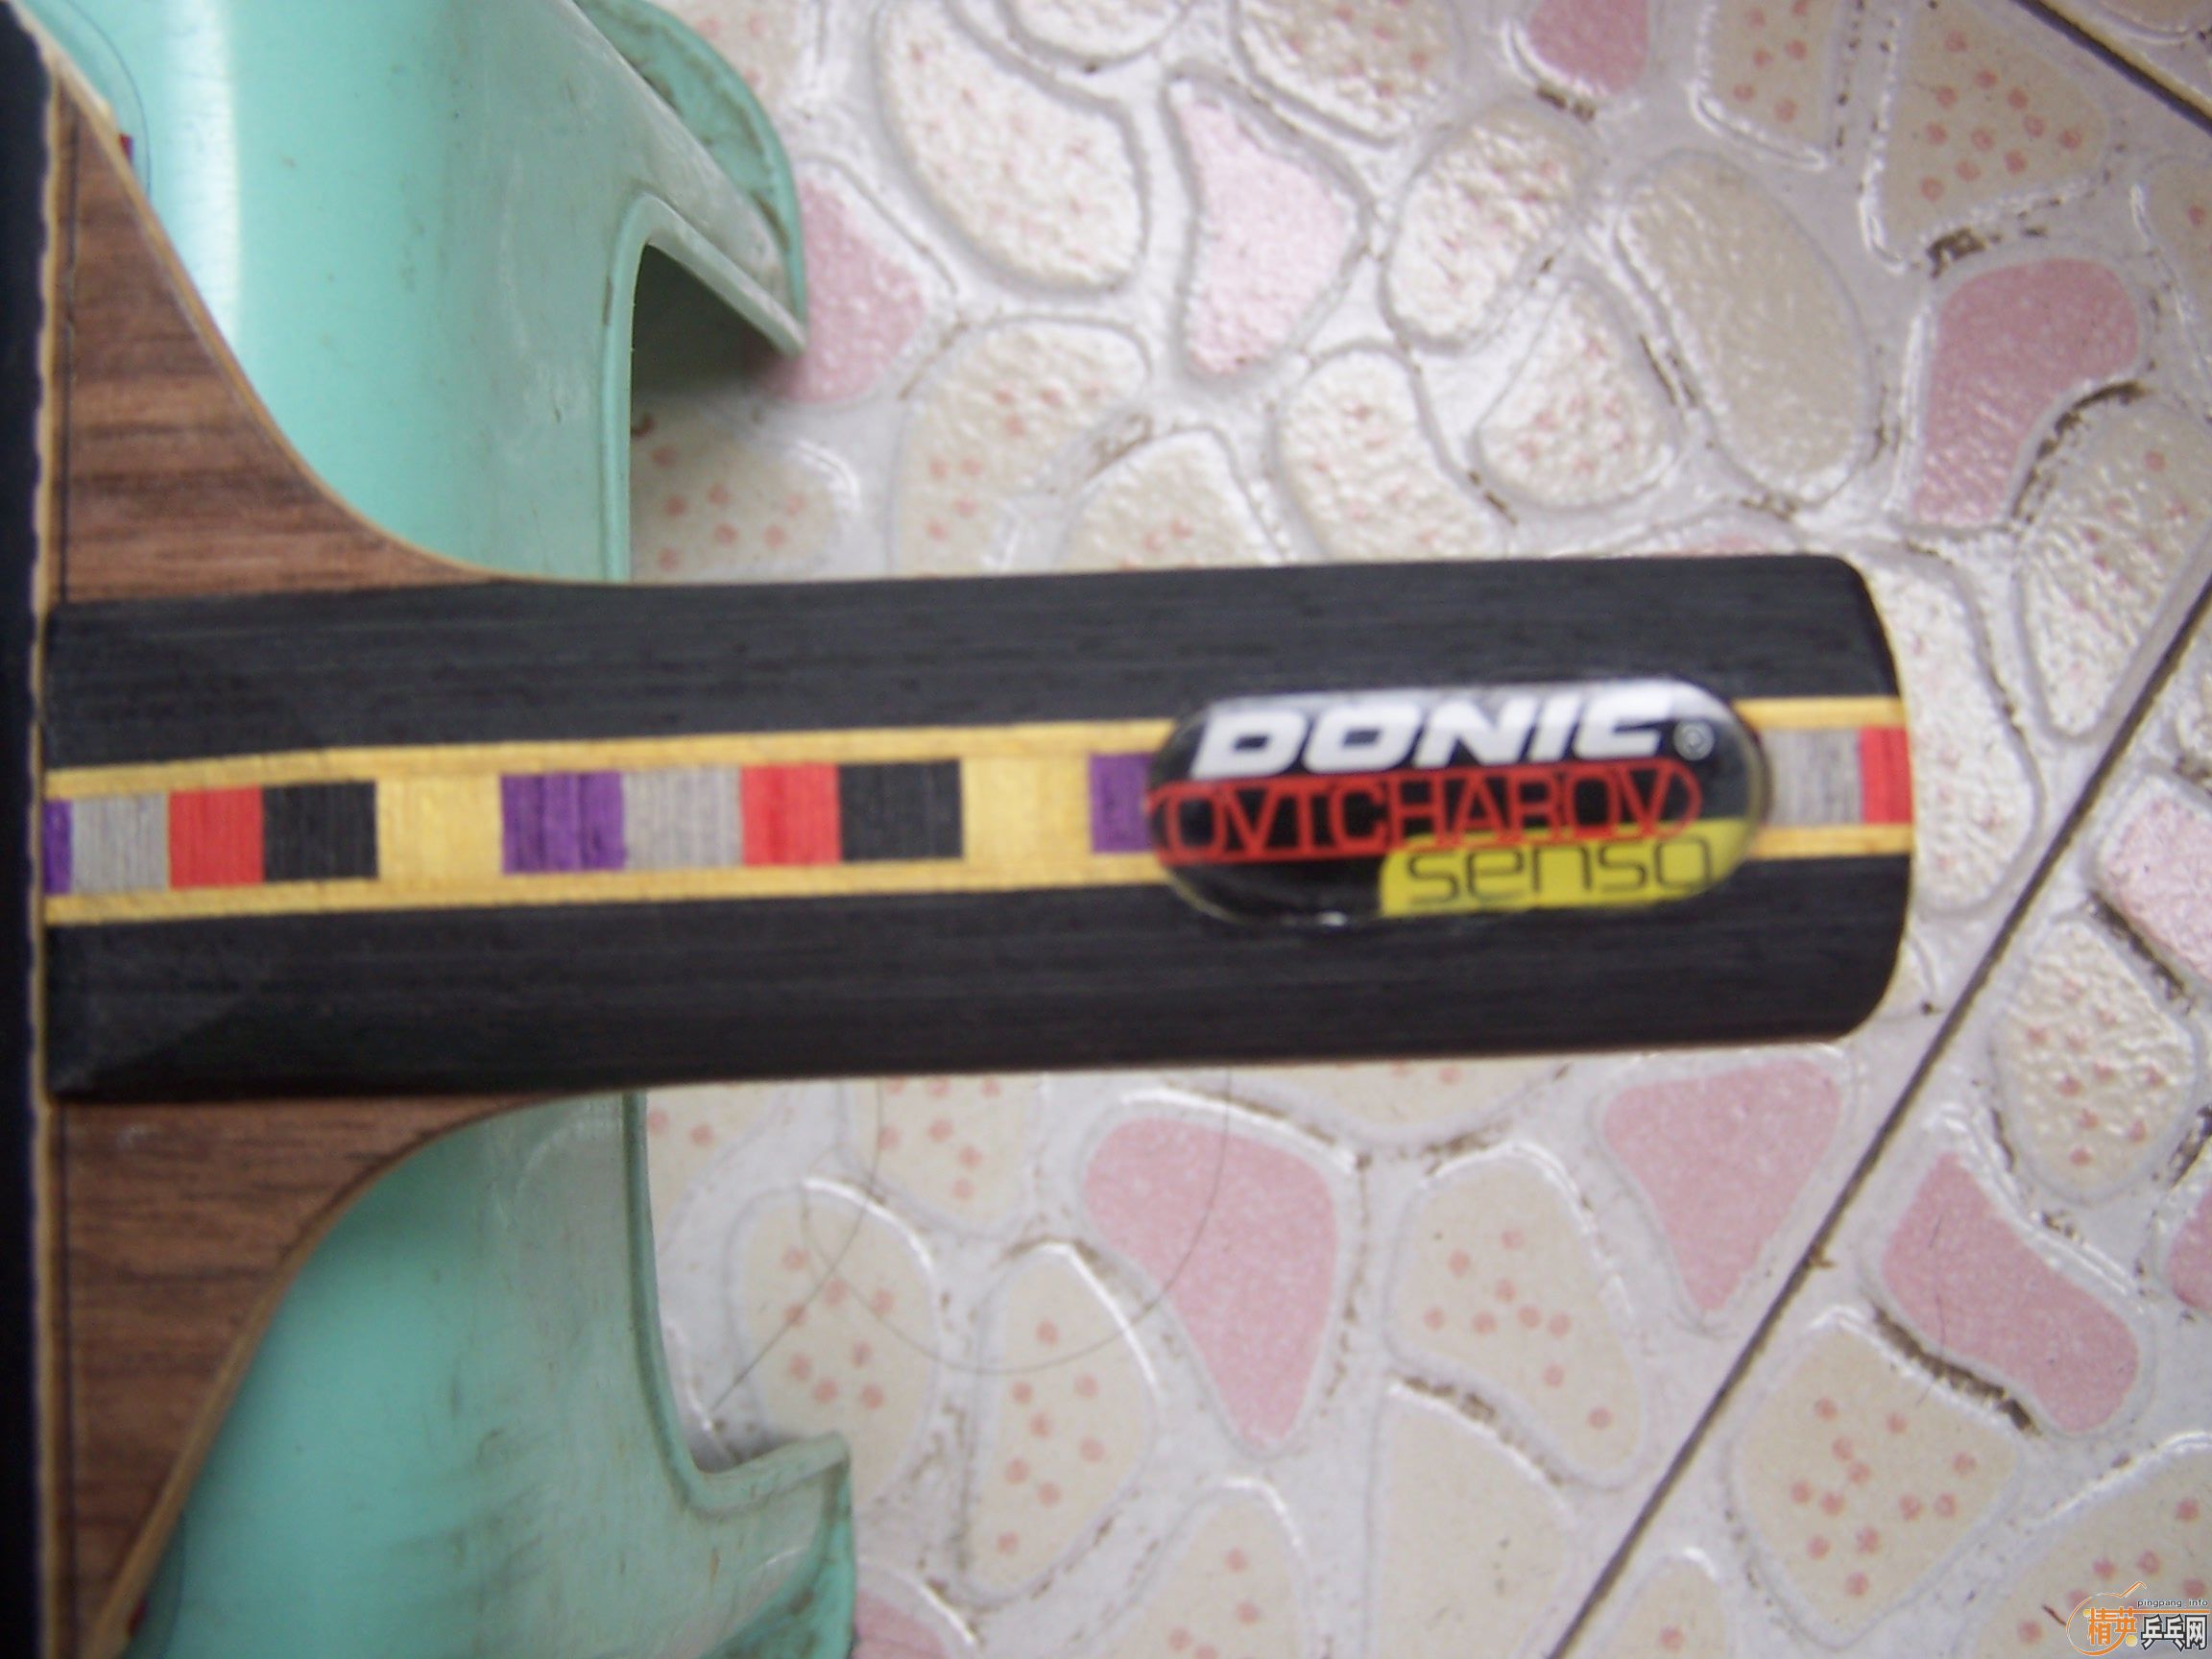 DONIC ®
OVTCHAROV
senso
pingpang.info
精英乒乓网